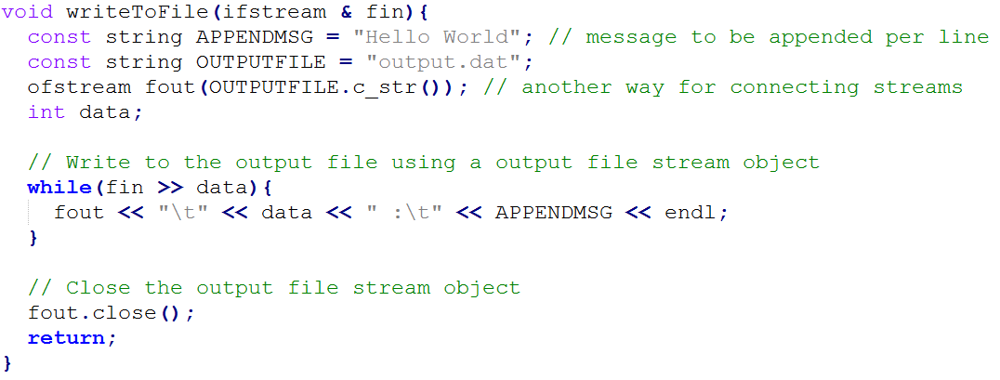 void writeToFile(ifstream & fin){
  const string APPENDMSG = "Hello World"; // message to be appended per line
  const string OUTPUTFILE = "output.dat";
  ofstream fout(OUTPUTFILE.c_str()); // another way for connecting streams
  int data;

  // Write to the output file using a output file stream object
  while(fin >> data){
    fout << "\t" << data << " :\t" << APPENDMSG << endl;
  }

  // Close the output file stream object
  fout.close();
  return;
}